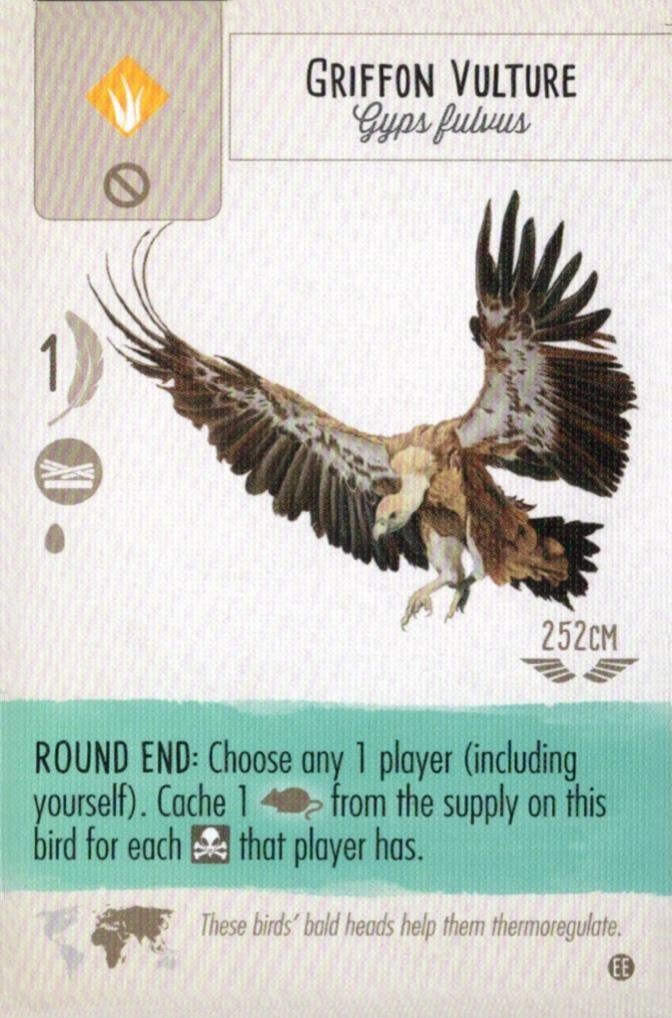 GRIFFON VULTURE
Gyps fulvus
1
252CM
ROUND END: Choose any 1 player (including
yourself). Cache 1 from the supply on this
bird for each that player has.
These birds' bald heads help them thermoregulate.
EE